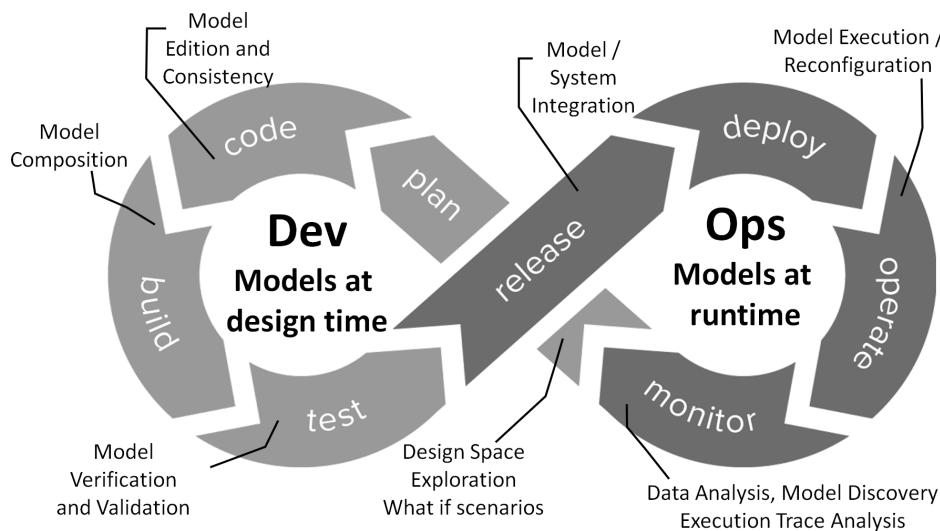 Model
Edition and
Consistency
Model /
System
Integration
Model Execution /
Reconfiguration
Model
Composition
code
plan
deploy
release
Dev
Models at
design time
Ops
Models at
runtime
build
operate
test
monitor
Model
Verification
and Validation
Design Space
Exploration
What if scenarios
Data Analysis, Model Discovery
Execution Trace Analysis